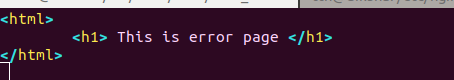 <html>
<h1> This is error page </h1>
</html>